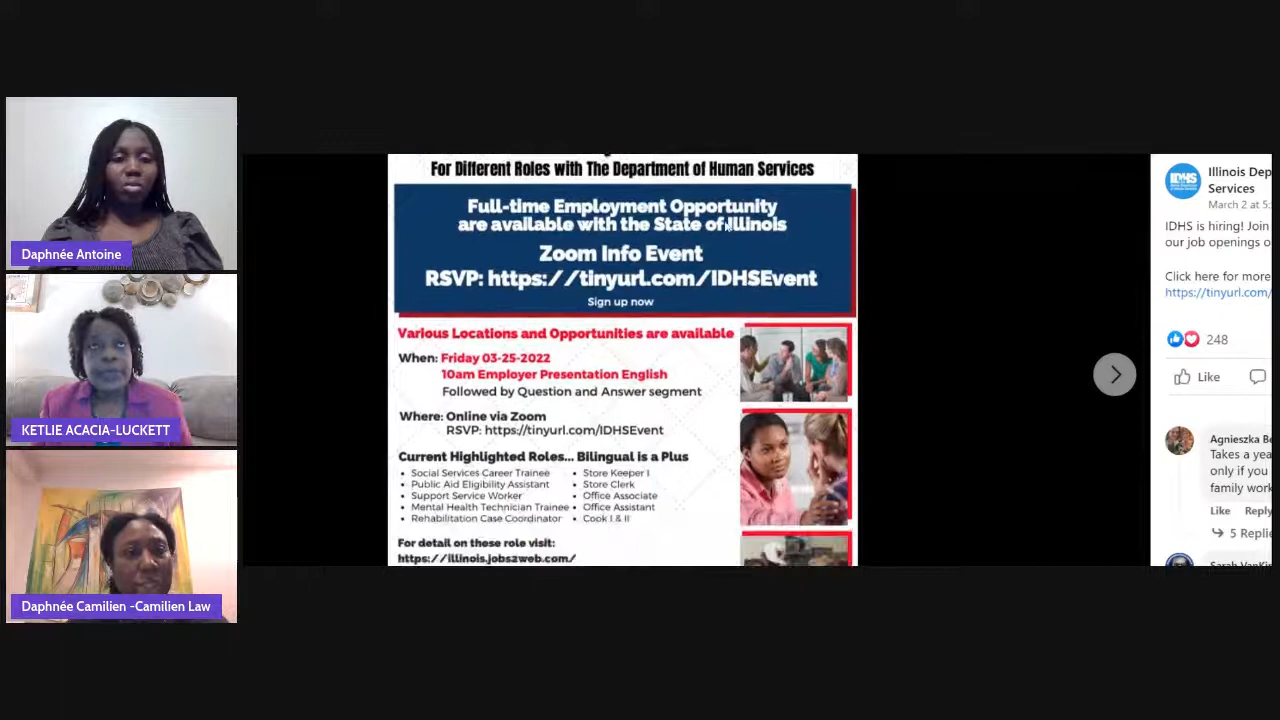 Daphnée Antoine
KETLIE ACACIA-LUCKETT
Daphnée Camilien -Camilien Law
For Different Roles with The Department of Human Services
Full-time Employment Opportunity
are available with the State of Illinois
Zoom Info Event
RSVP: https://tinyurl.com/IDHSEvent
Sign up now
Various Locations and Opportunities are available
When: Friday 03-25-2022
10am Employer Presentation English
Followed by Question and Answer segment
Where: Online via Zoom
RSVP: https://tinyurl.com/IDHSEvent
Current Highlighted Roles... Bilingual is a Plus
• Social Services Career Trainee
• Public Aid Eligibility Assistant
• Support Service Worker
• Mental Health Technician Trainee
• Rehabilitation Case Coordinator
• Store Keeper I
• Store Clerk
• Office Associate
• Office Assistant
• Cook I & II
For detail on these role visit:
https://illinois.jobs2web.com/
IDHS
Illinois Dep
Services
March 2 at 5:
IDHS is hiring! Join
our job openings o
Click here for more
https://tinyurl.com/
248
Like
Agnieszka Be
Takes a yea
only if you
family work
Like Reply
5 Replie